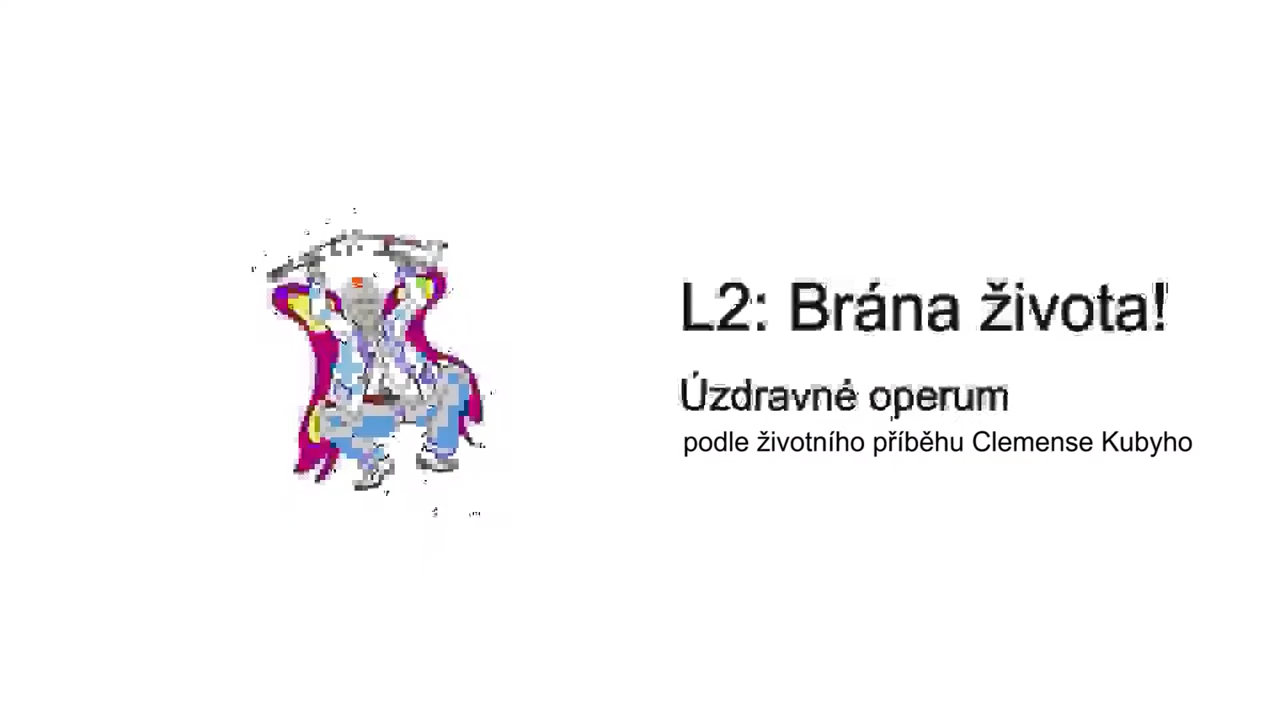 L2: Brána života!
Úzdravné operum
podle životního příběhu Clemense Kubyho